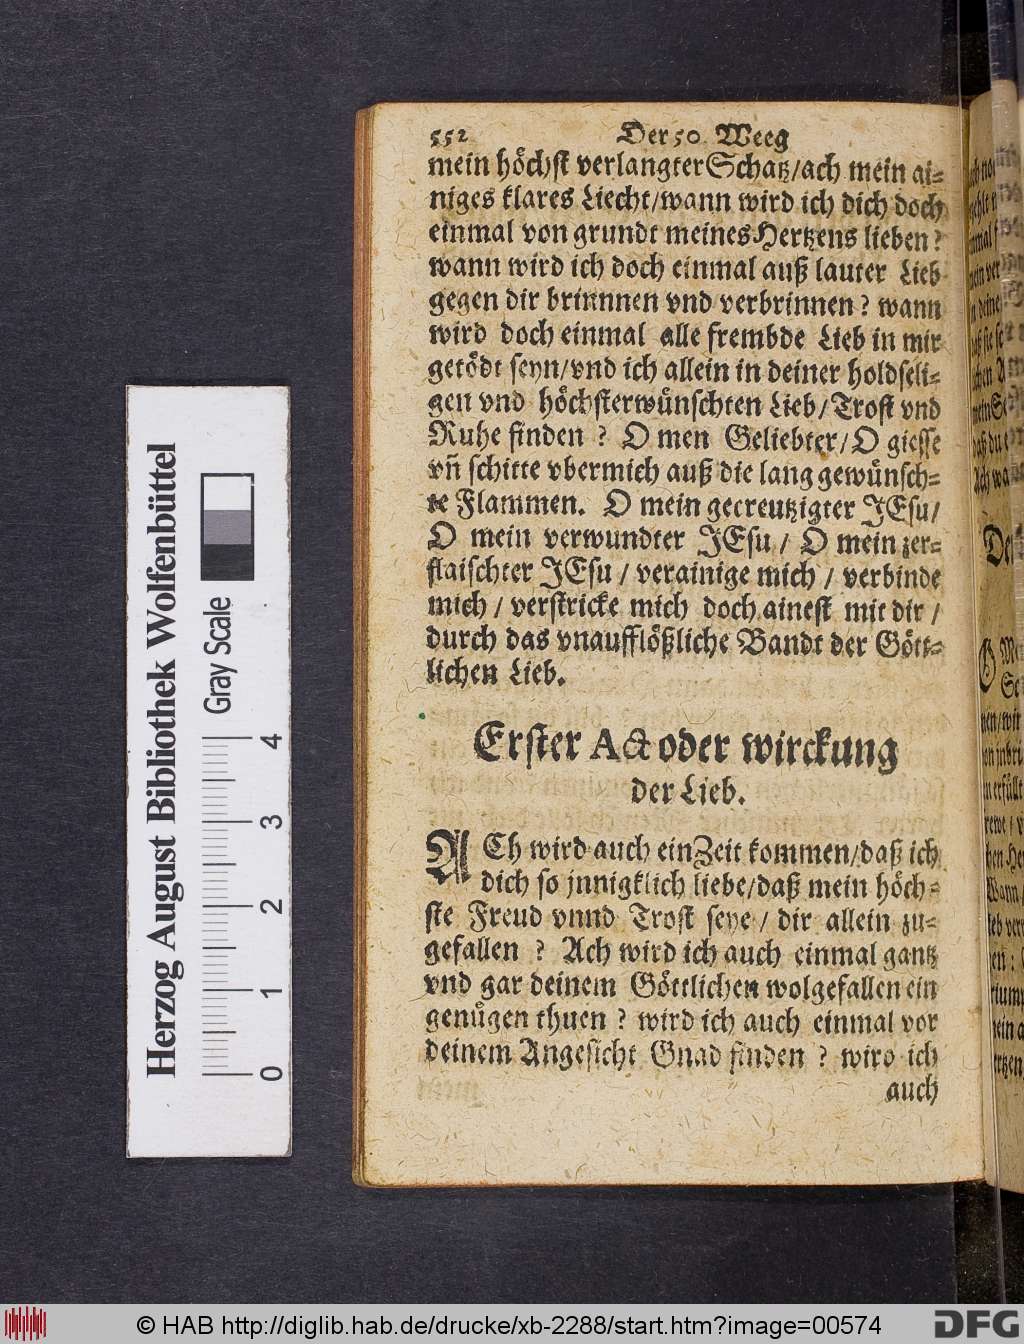 552 Der 50. Weeg
mein höchst verlangter Schatz/ach mein ai-
niges klares Liecht/wann wird ich dich doch
einmal von grundt meines Hertzens lieben?
wann wird ich doch einmal auß lauter Lieb
gegen dir brinnnen vnd verbrinnen? wann
wird doch einmal alle frembde Lieb in mir
getödt seyn/vnd ich allein in deiner holdseli-
gen vnd höchsterwünschten Lieb/Trost vnd
Ruhe finden? O men Geliebter/O giesse
vñ schitte vbermich auß die lang gewünsch-
te Flammen. O mein gecreutzigter JEsu/
O mein verwundter JEsu/ O mein zer-
flaischter JEsu/verainige mich/verbinde
mich/verstricke mich doch ainest mit dir/
durch das vnaufflößliche Bandt der Gött-
lichen Lieb.
Erster Act oder wirckung
der Lieb.
ACh wird auch ein Zeit kommen/daß ich
dich so jnnigklich liebe/daß mein höch-
ste Freud vnnd Trost seye/dir allein zu-
gefallen? Ach wird ich auch einmal gantz
vnd gar deinem Göttlichen wolgefallen ein
genügen thuen? wird ich auch einmal vor
deinem Angesicht Gnad finden? wird ich
auch
Herzog August Bibliothek Wolfenbüttel
Gray Scale
0 1 2 3 4
© HAB http://diglib.hab.de/drucke/xb-2288/start.htm?image=00574
DFG